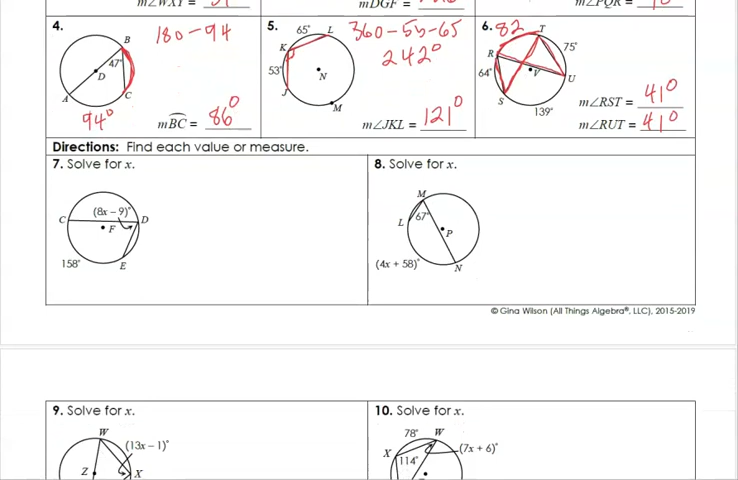 m∠WXY =
m∠DGF =
m∠PQR =
4.
B
180-94
47°
D
A
C
94°
mBC = 86°
5.
65°
L
360-53-65
K
242°
53°
N
J
M
m∠JKL = 121°
6. 82
T
75°
R
64°
V
U
S
139°
m∠RST = 41°
m∠RUT = 41°
Directions: Find each value or measure.
7. Solve for x.
(8x – 9)°
C
D
F
158°
E
8. Solve for x.
M
67°
L
P
(4x + 58)°
N
© Gina Wilson (All Things Algebra®, LLC), 2015-2019
9. Solve for x.
W
(13x – 1)°
Z
X
10. Solve for x.
78°
W
(7x + 6)°
X
114°